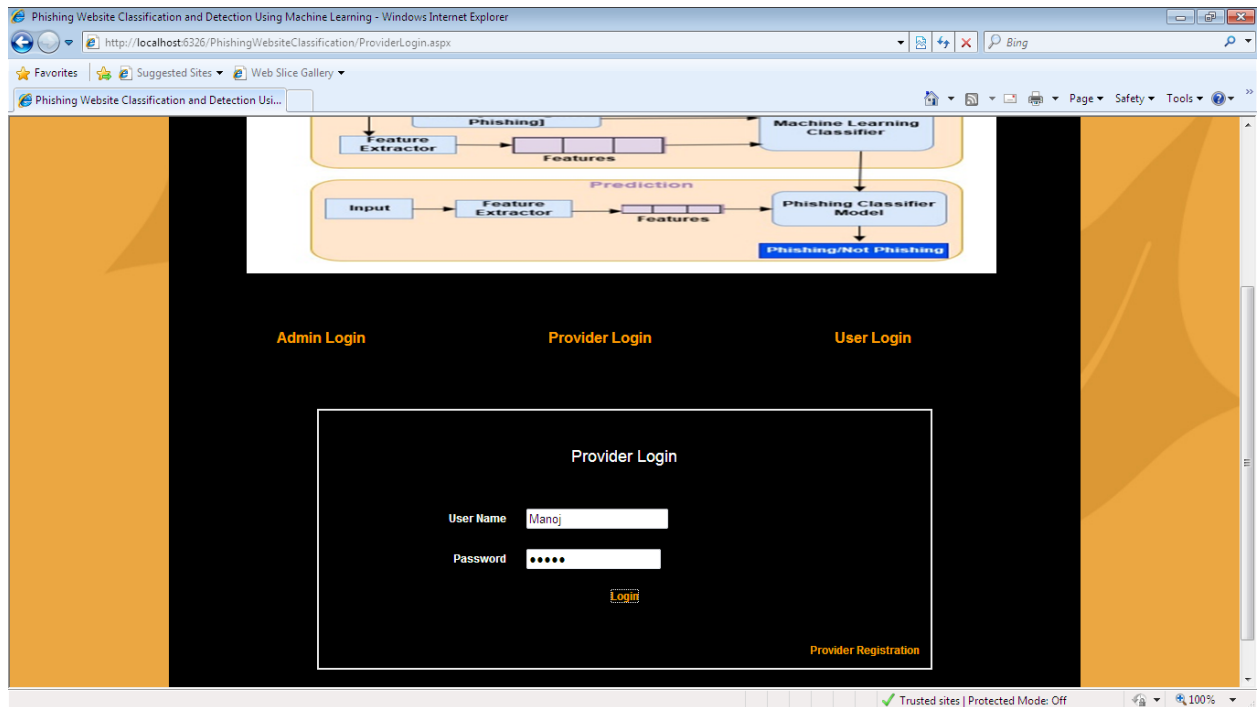 Phishing Website Classification and Detection Using Machine Learning - Windows Internet Explorer
http://localhost:6326/PhishingWebsiteClassification/ProviderLogin.aspx
Bing
Favorites
Suggested Sites
Web Slice Gallery
Phishing Website Classification and Detection Usi...
Page
Safety
Tools
Phishing]
Feature
Extractor
Features
Machine Learning
Classifier
Prediction
Input
Feature
Extractor
Features
Phishing Classifier
Model
Phishing/Not Phishing
Admin Login
Provider Login
User Login
Provider Login
User Name
Manoj
Password
•••••
Login
Provider Registration
Trusted sites | Protected Mode: Off
100%